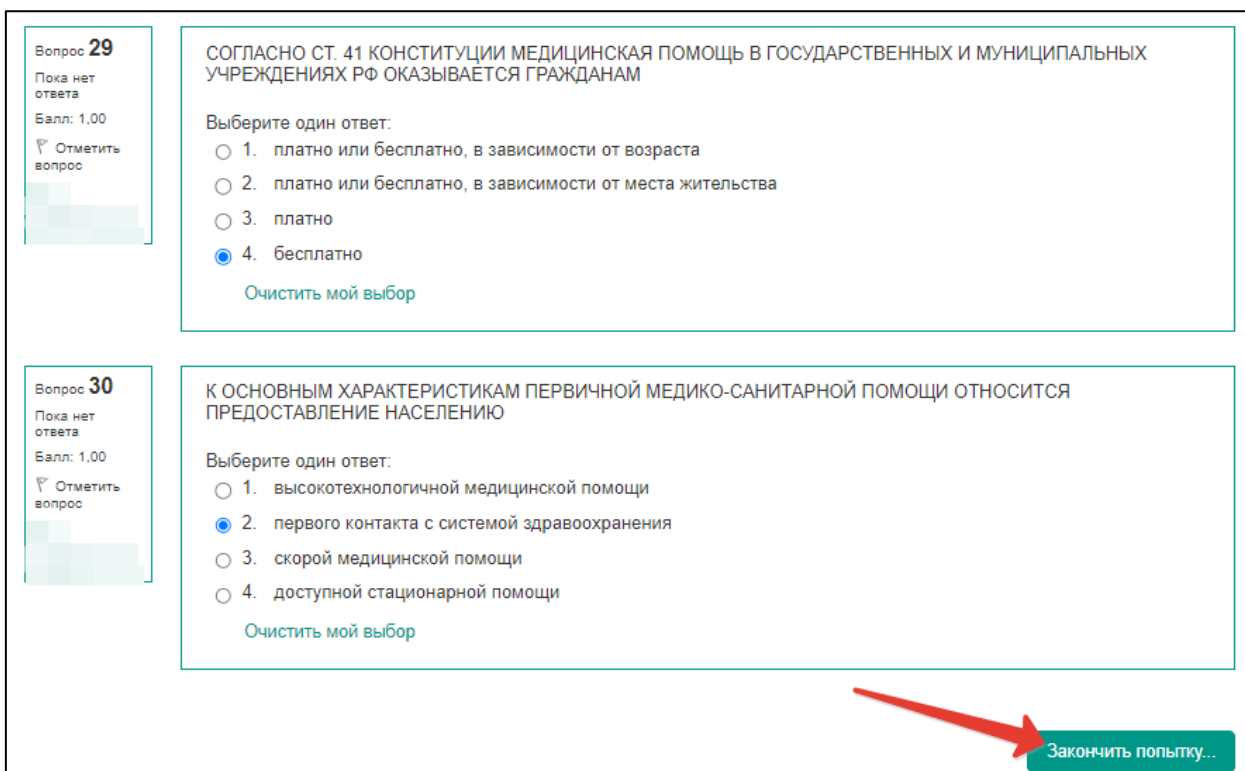 Вопрос 29
Пока нет
ответа
Балл: 1,00
Отметить
вопрос
СОГЛАСНО СТ. 41 КОНСТИТУЦИИ МЕДИЦИНСКАЯ ПОМОЩЬ В ГОСУДАРСТВЕННЫХ И МУНИЦИПАЛЬНЫХ
УЧРЕЖДЕНИЯХ РФ ОКАЗЫВАЕТСЯ ГРАЖДАНАМ
Выберите один ответ:
1. платно или бесплатно, в зависимости от возраста
2. платно или бесплатно, в зависимости от места жительства
3. платно
4. бесплатно
Очистить мой выбор
Вопрос 30
Пока нет
ответа
Балл: 1,00
Отметить
вопрос
К ОСНОВНЫМ ХАРАКТЕРИСТИКАМ ПЕРВИЧНОЙ МЕДИКО-САНИТАРНОЙ ПОМОЩИ ОТНОСИТСЯ
ПРЕДОСТАВЛЕНИЕ НАСЕЛЕНИЮ
Выберите один ответ:
1. высокотехнологичной медицинской помощи
2. первого контакта с системой здравоохранения
3. скорой медицинской помощи
4. доступной стационарной помощи
Очистить мой выбор
Закончить попытку...